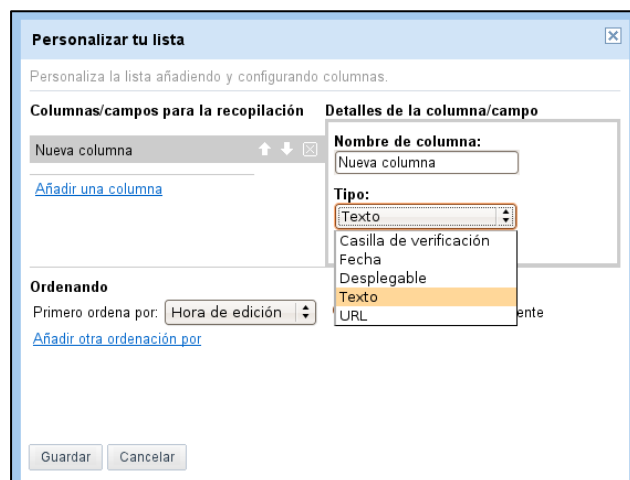 Personalizar tu lista
Personaliza la lista añadiendo y configurando columnas.
Columnas/campos para la recopilación
Nueva columna
Añadir una columna
Detalles de la columna/campo
Nombre de columna:
Nueva columna
Tipo:
Texto
Casilla de verificación
Fecha
Desplegable
Texto
URL
Ordenando
Primero ordena por: Hora de edición
ente
Añadir otra ordenación por
Guardar Cancelar